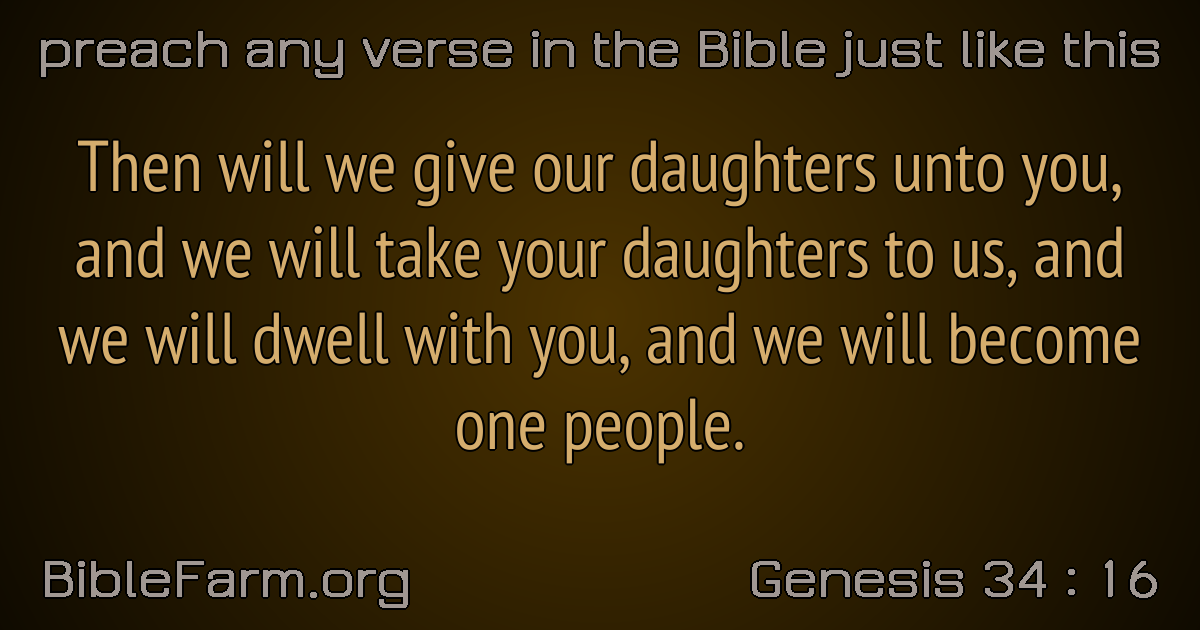 preach any verse in the Bible just like this
Then will we give our daughters unto you,
and we will take your daughters to us, and
we will dwell with you, and we will become
one people.
BibleFarm.org
Genesis 34 : 16